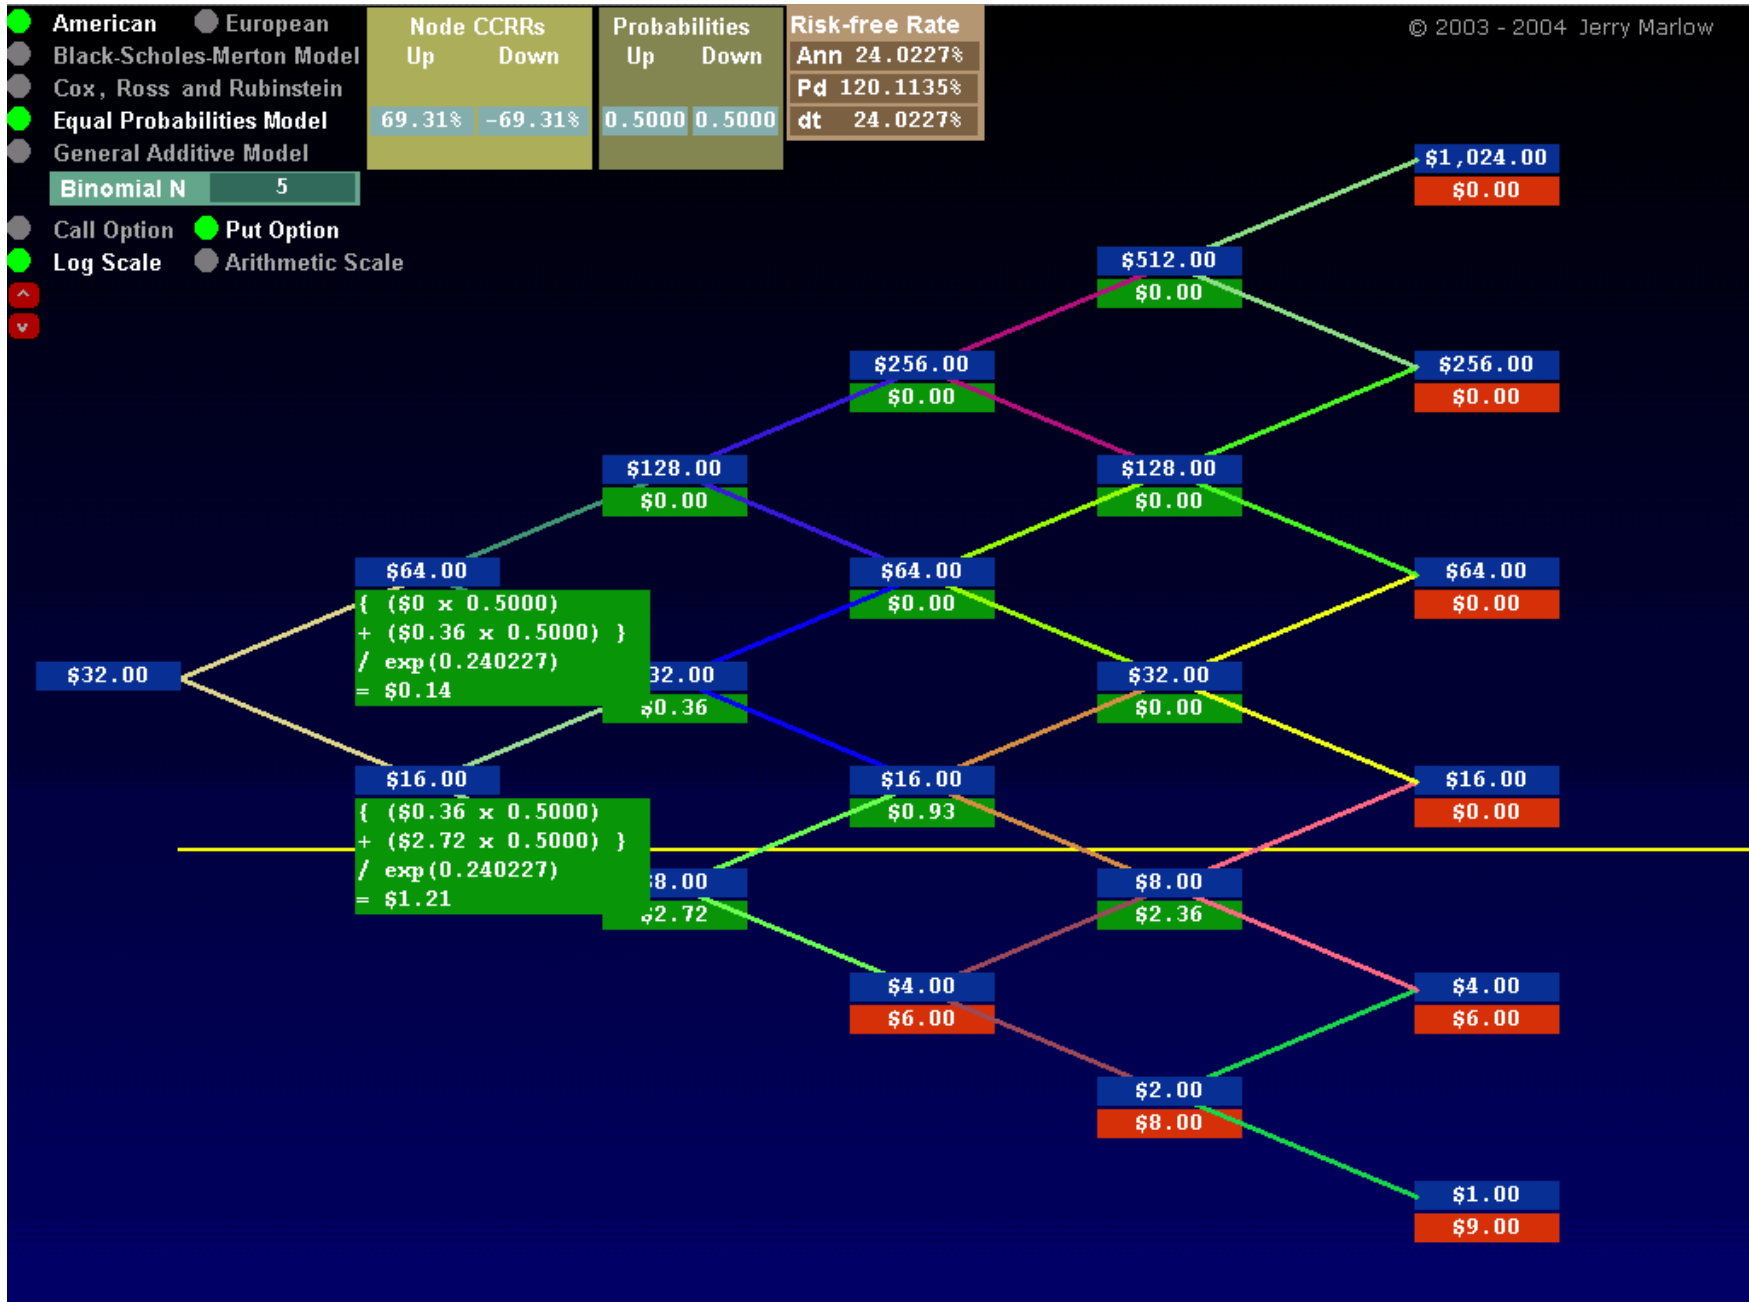 American European
Black-Scholes-Merton Model
Cox, Ross and Rubinstein
Equal Probabilities Model
General Additive Model
Binomial N 5
Call Option Put Option
Log Scale Arithmetic Scale
^
v
Node CCRRs
Up Down
69.31% -69.31%
Probabilities
Up Down
0.5000 0.5000
Risk-free Rate
Ann 24.0227%
Pd 120.1135%
dt 24.0227%
© 2003 - 2004 Jerry Marlow
$32.00
$64.00
{ ($0 x 0.5000)
+ ($0.36 x 0.5000) }
/ exp(0.240227)
= $0.14
$16.00
{ ($0.36 x 0.5000)
+ ($2.72 x 0.5000) }
/ exp(0.240227)
= $1.21
$128.00
$0.00
32.00
$0.36
8.00
$2.72
$256.00
$0.00
$64.00
$0.00
$16.00
$0.93
$4.00
$6.00
$512.00
$0.00
$128.00
$0.00
$32.00
$0.00
$8.00
$2.36
$2.00
$8.00
$1,024.00
$0.00
$256.00
$0.00
$64.00
$0.00
$16.00
$0.00
$4.00
$6.00
$1.00
$9.00